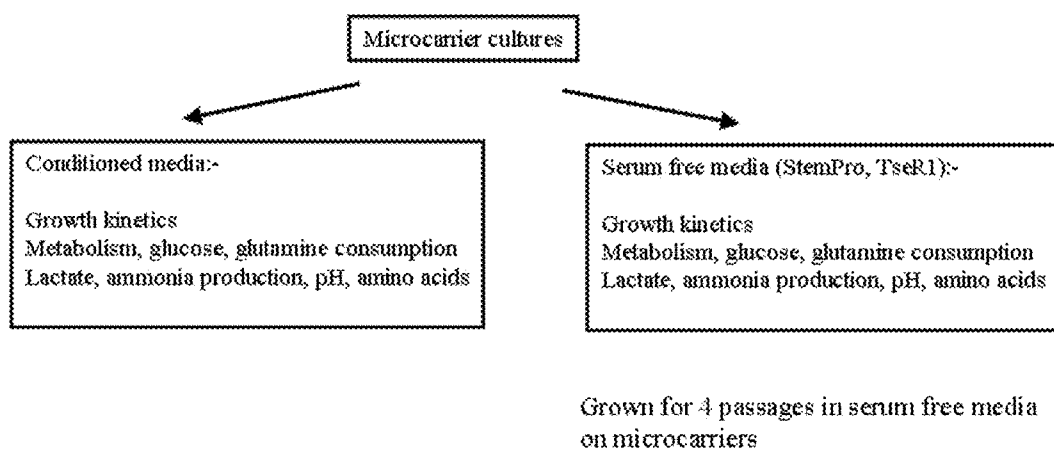 Microcarrier cultures
Conditioned media:-
Growth kinetics
Metabolism, glucose, glutamine consumption
Lactate, ammonia production, pH, amino acids
Serum free media (StemPro, TseR1):-
Growth kinetics
Metabolism, glucose, glutamine consumption
Lactate, ammonia production, pH, amino acids
Grown for 4 passages in serum free media
on microcarriers